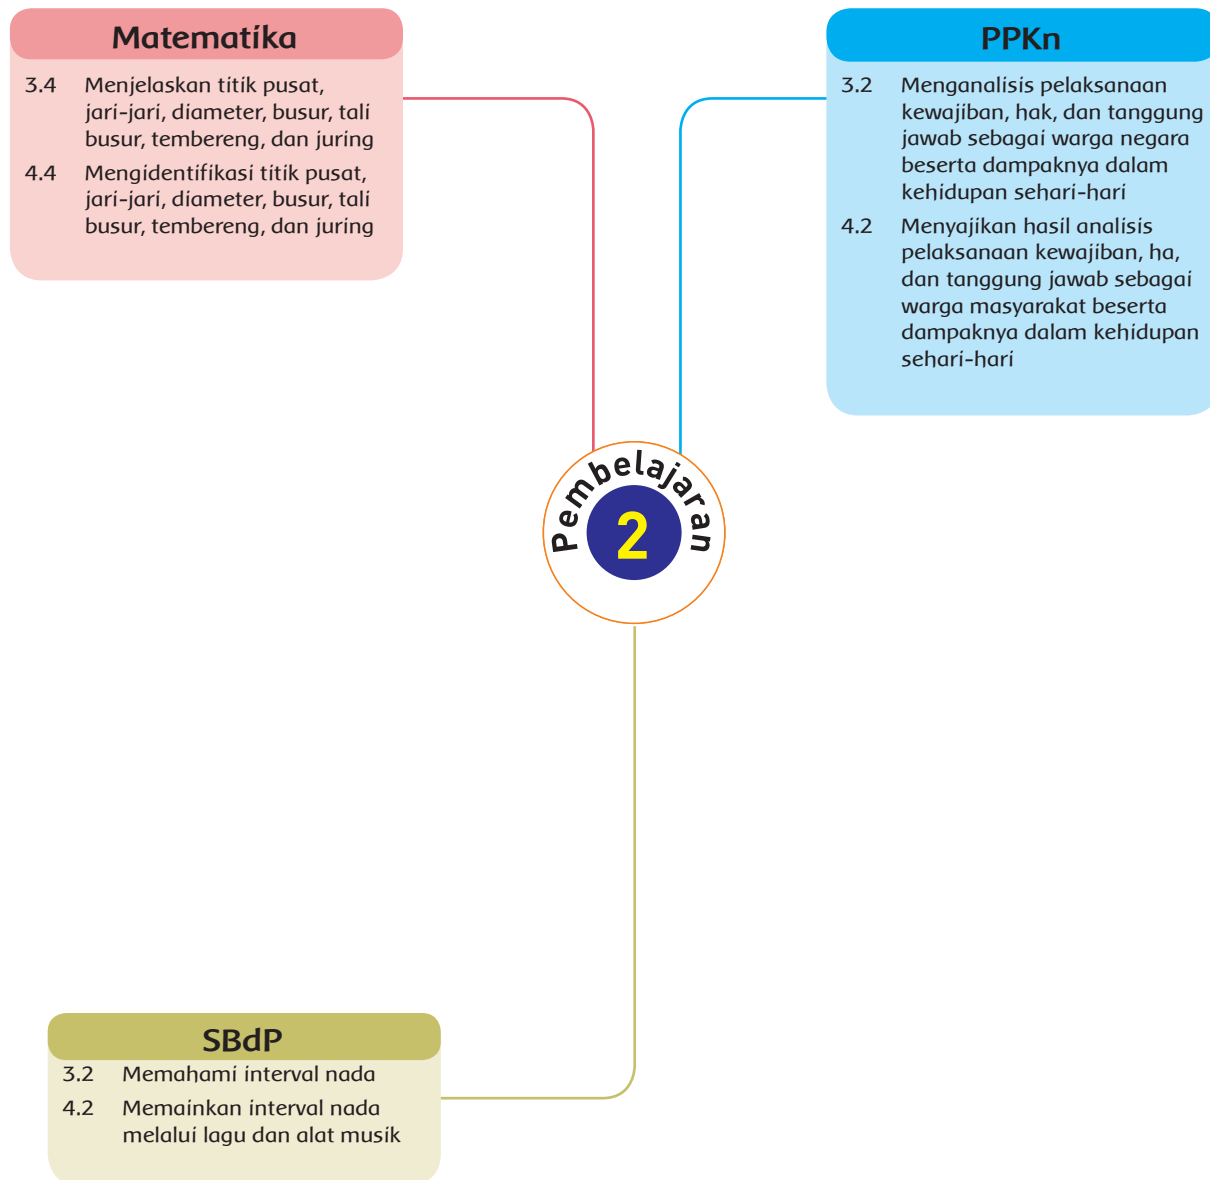 Matematika
3.4 Menjelaskan titik pusat,
jari-jari, diameter, busur, tali
busur, tembereng, dan juring
4.4 Mengidentifikasi titik pusat,
jari-jari, diameter, busur, tali
busur, tembereng, dan juring
PPKn
3.2 Menganalisis pelaksanaan
kewajiban, hak, dan tanggung
jawab sebagai warga negara
beserta dampaknya dalam
kehidupan sehari-hari
4.2 Menyajikan hasil analisis
pelaksanaan kewajiban, ha,
dan tanggung jawab sebagai
warga masyarakat beserta
dampaknya dalam kehidupan
sehari-hari
Pembelajaran
2
SBdP
3.2 Memahami interval nada
4.2 Memainkan interval nada
melalui lagu dan alat musik